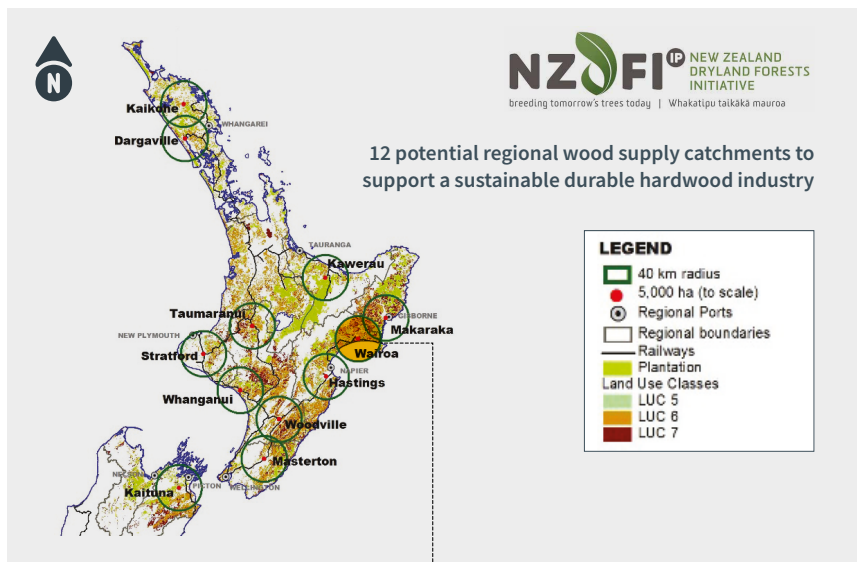 N
NZDFI IP NEW ZEALAND
DRYLAND FORESTS
INITIATIVE
breeding tomorrow's trees today | Whakatipu taikākā mauroa
12 potential regional wood supply catchments to
support a sustainable durable hardwood industry
Kaikohe
WHANGAREI
Dargaville
TAURANGA
Kawerau
Taumaranui
GISBORNE
Makaraka
NEW PLYMOUTH
Wairoa
Stratford
NAPIER
Hastings
Whanganui
Woodville
Masterton
NELSON
PICTON
WELLINGTON
Kaituna
LEGEND
40 km radius
5,000 ha (to scale)
Regional Ports
Regional boundaries
Railways
Plantation
Land Use Classes
LUC 5
LUC 6
LUC 7